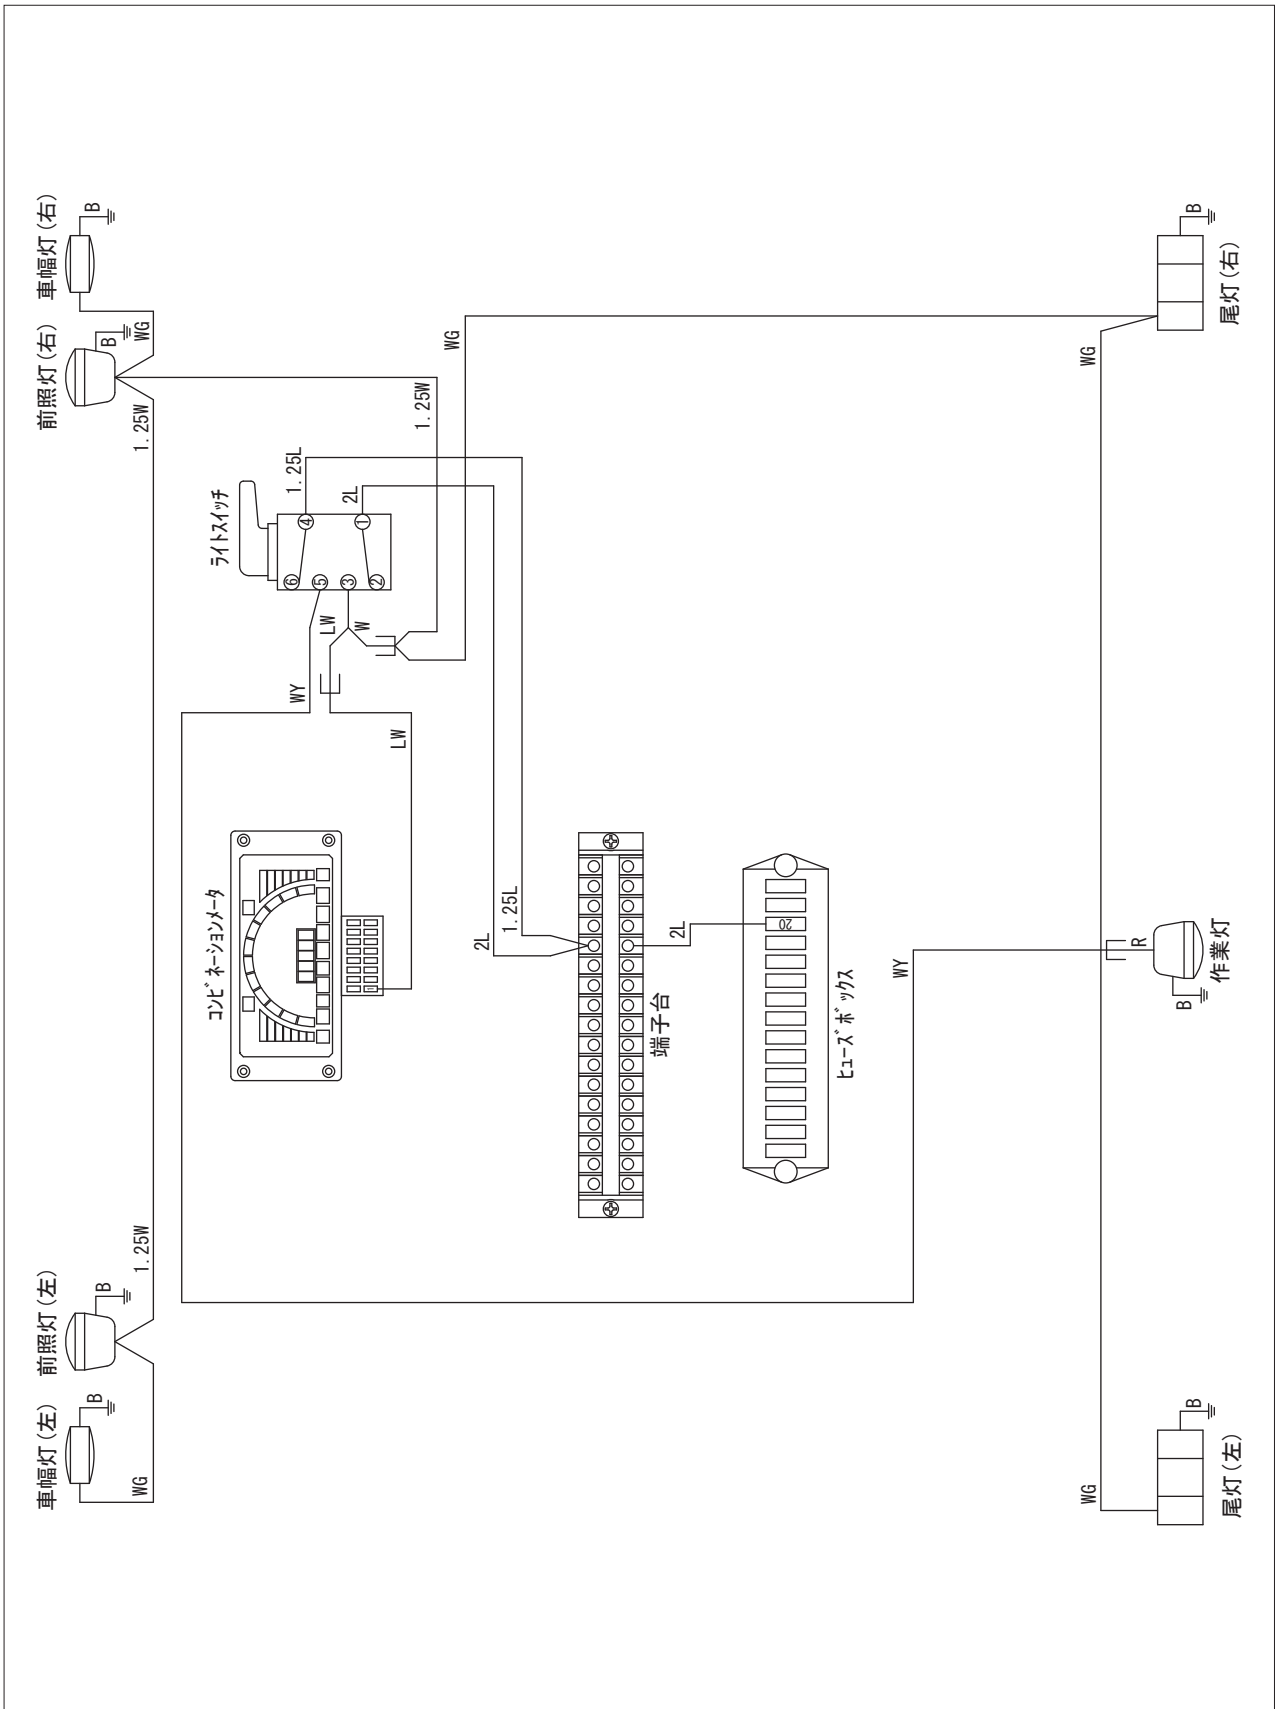 車幅灯(左)
B
WG
前照灯(左)
B
1.25W
1.25W
前照灯(右)
B
WG
車幅灯(右)
B
ライトスイッチ
6
5
3
2
4
1
1.25L
2L
1.25W
WG
LW
W
WY
LW
コンビネーションメータ
1
2L
1.25L
端子台
2L
20
ヒューズボックス
WY
WG
WG
尾灯(左)
B
作業灯
B
R
尾灯(右)
B